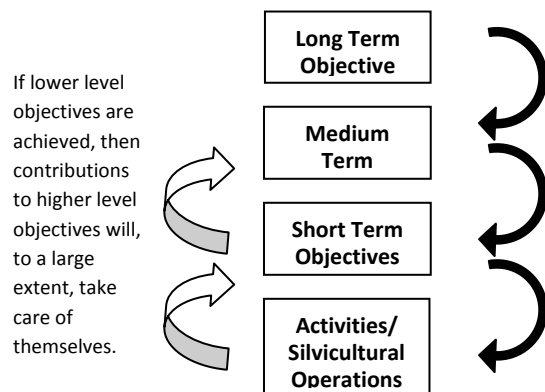 If lower level
objectives are
achieved, then
contributions
to higher level
objectives will,
to a large
extent, take
care of
themselves.
Long Term
Objective
Medium
Term
Short Term
Objectives
Activities/
Silvicultural
Operations